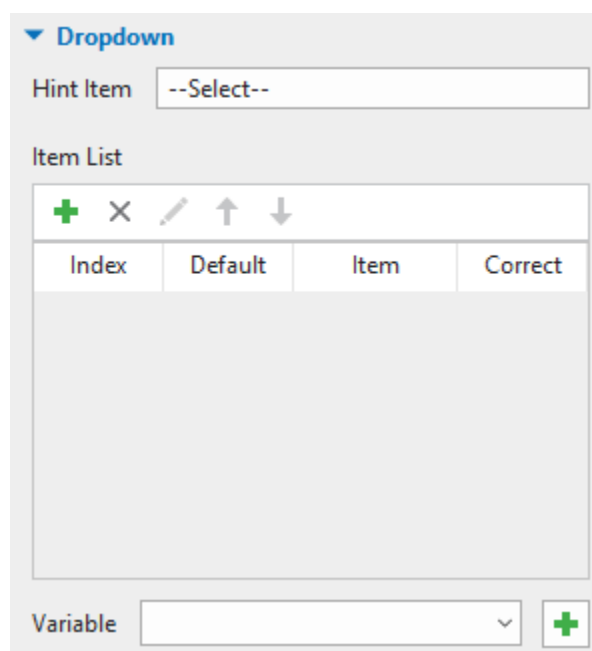 Dropdown
Hint Item --Select--
Item List
Index Default Item Correct
Variable